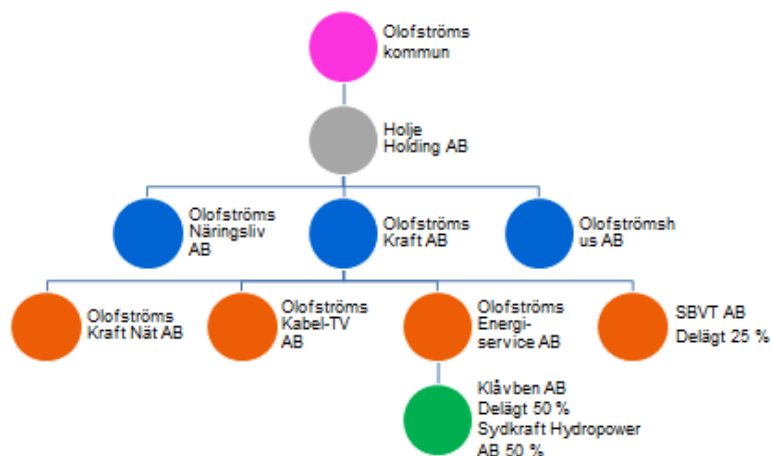 Olofströms
kommun
Holje
Holding AB
Olofströms
Näringsliv
AB
Olofströms
Kraft AB
Olofströmsh
us AB
Olofströms
Kraft Nät AB
Olofströms
Kabel-TV
AB
Olofströms
Energi-
service AB
SBVT AB
Delägt 25 %
Klåvben AB
Delägt 50 %
Sydkraft Hydropower
AB 50 %